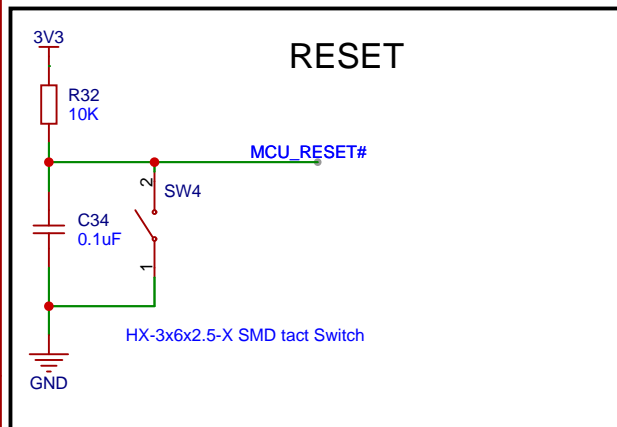 3V3
RESET
R32
10K
MCU_RESET#
2
SW4
C34
0.1uF
1
HX-3x6x2.5-X SMD tact Switch
GND